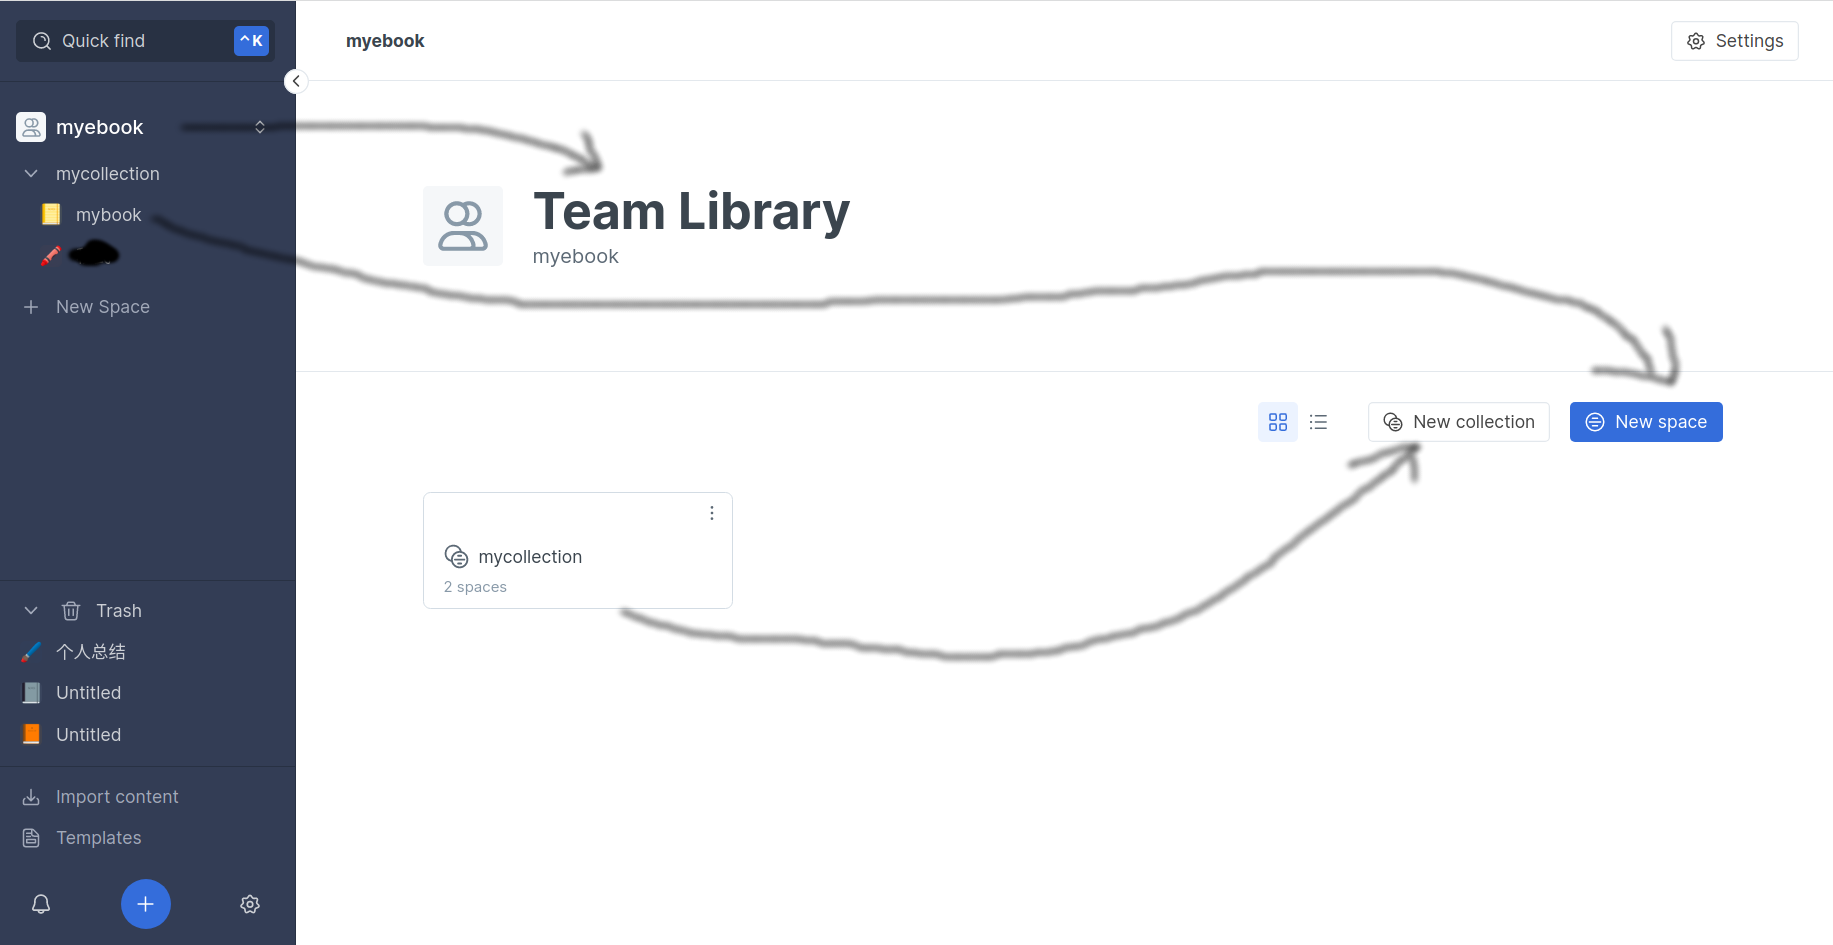 Quick find
^ K
myebook
mycollection
mybook
New Space
Trash
个人总结
Untitled
Untitled
Import content
Templates
myebook
Settings
Team Library
myebook
New collection
New space
mycollection
2 spaces